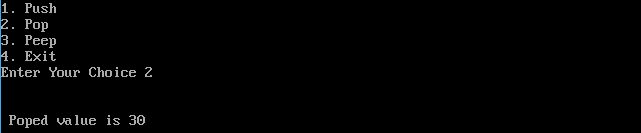 1. Push
2. Pop
3. Peep
4. Exit
Enter Your Choice 2
Poped value is 30